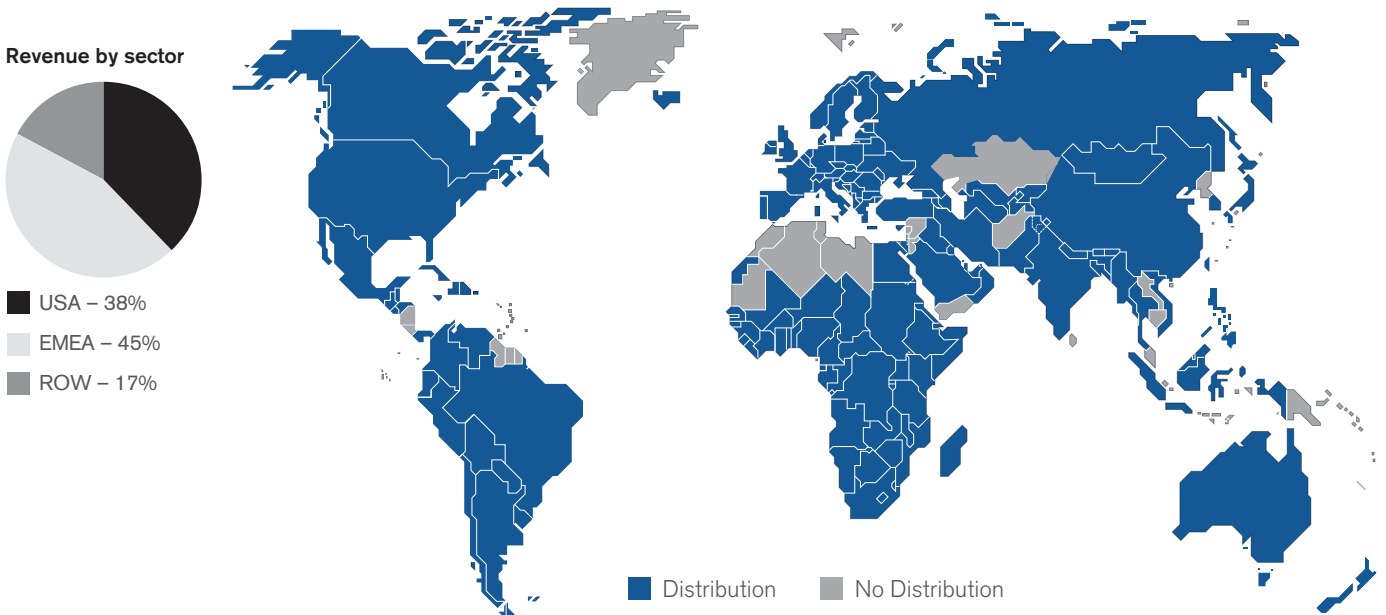 Revenue by sector
USA – 38%
EMEA – 45%
ROW – 17%
Distribution
No Distribution